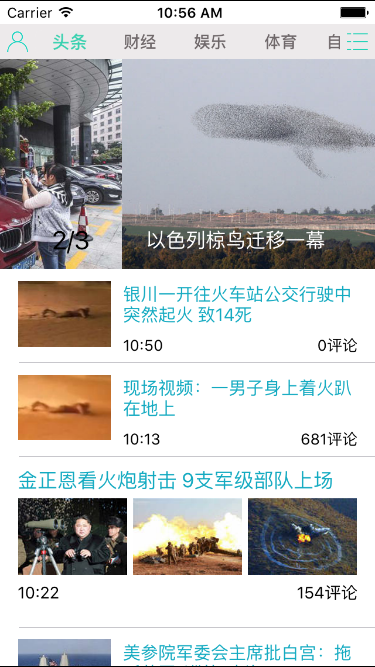 Carrier 10:56 AM
头条 财经 娱乐 体育 自
2/3
以色列椋鸟迁移一幕
银川一开往火车站公交行驶中
突然起火 致14死
10:50 0评论
现场视频：一男子身上着火趴
在地上
10:13 681评论
金正恩看火炮射击 9支军级部队上场
10:22 154评论
美参院军委会主席批白宫：拖